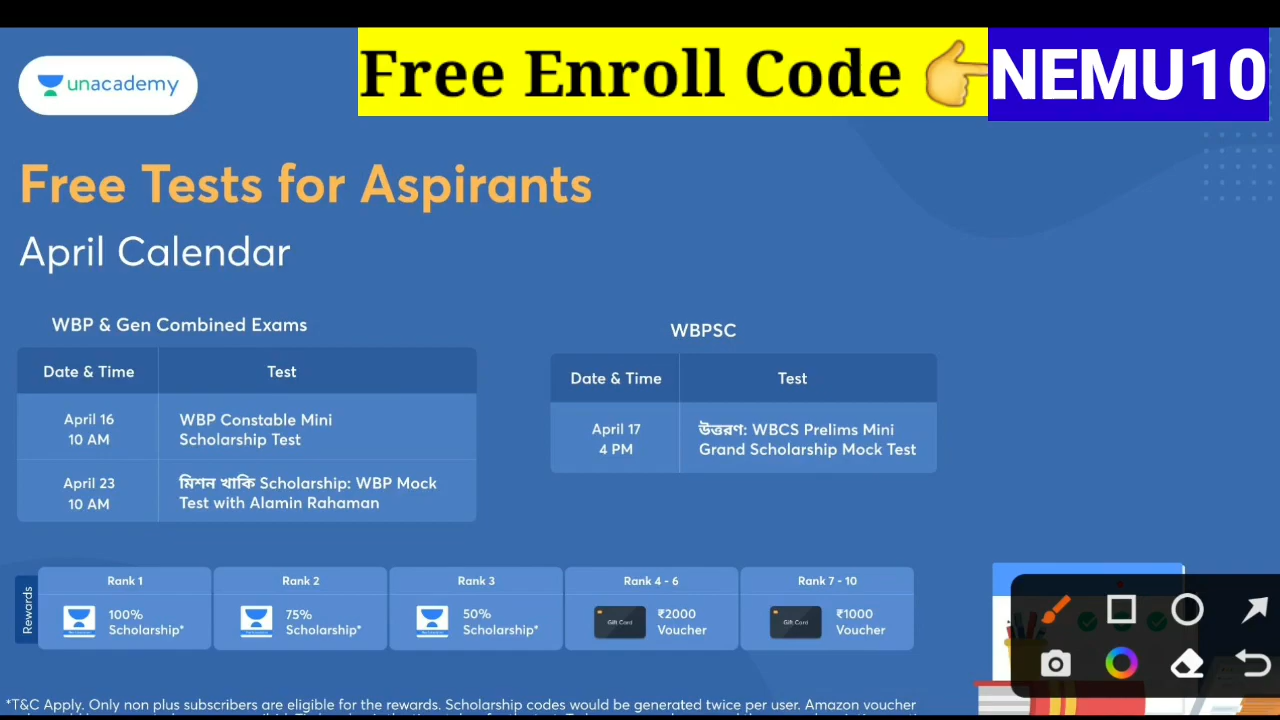 Free Enroll Code 👉 NEMU10
unacademy
Free Tests for Aspirants
April Calendar
WBP & Gen Combined Exams
Date & Time Test
April 16
10 AM
WBP Constable Mini
Scholarship Test
April 23
10 AM
মিশন খাকি Scholarship: WBP Mock
Test with Alamin Rahaman
WBPSC
Date & Time Test
April 17
4 PM
উত্তরণ: WBCS Prelims Mini
Grand Scholarship Mock Test
Rewards
Rank 1
100%
Scholarship*
Rank 2
75%
Scholarship*
Rank 3
50%
Scholarship*
Rank 4 - 6
Gift Card
₹2000
Voucher
Rank 7 - 10
Gift Card
₹1000
Voucher
*T&C Apply. Only non plus subscribers are eligible for the rewards. Scholarship codes would be generated twice per user. Amazon voucher